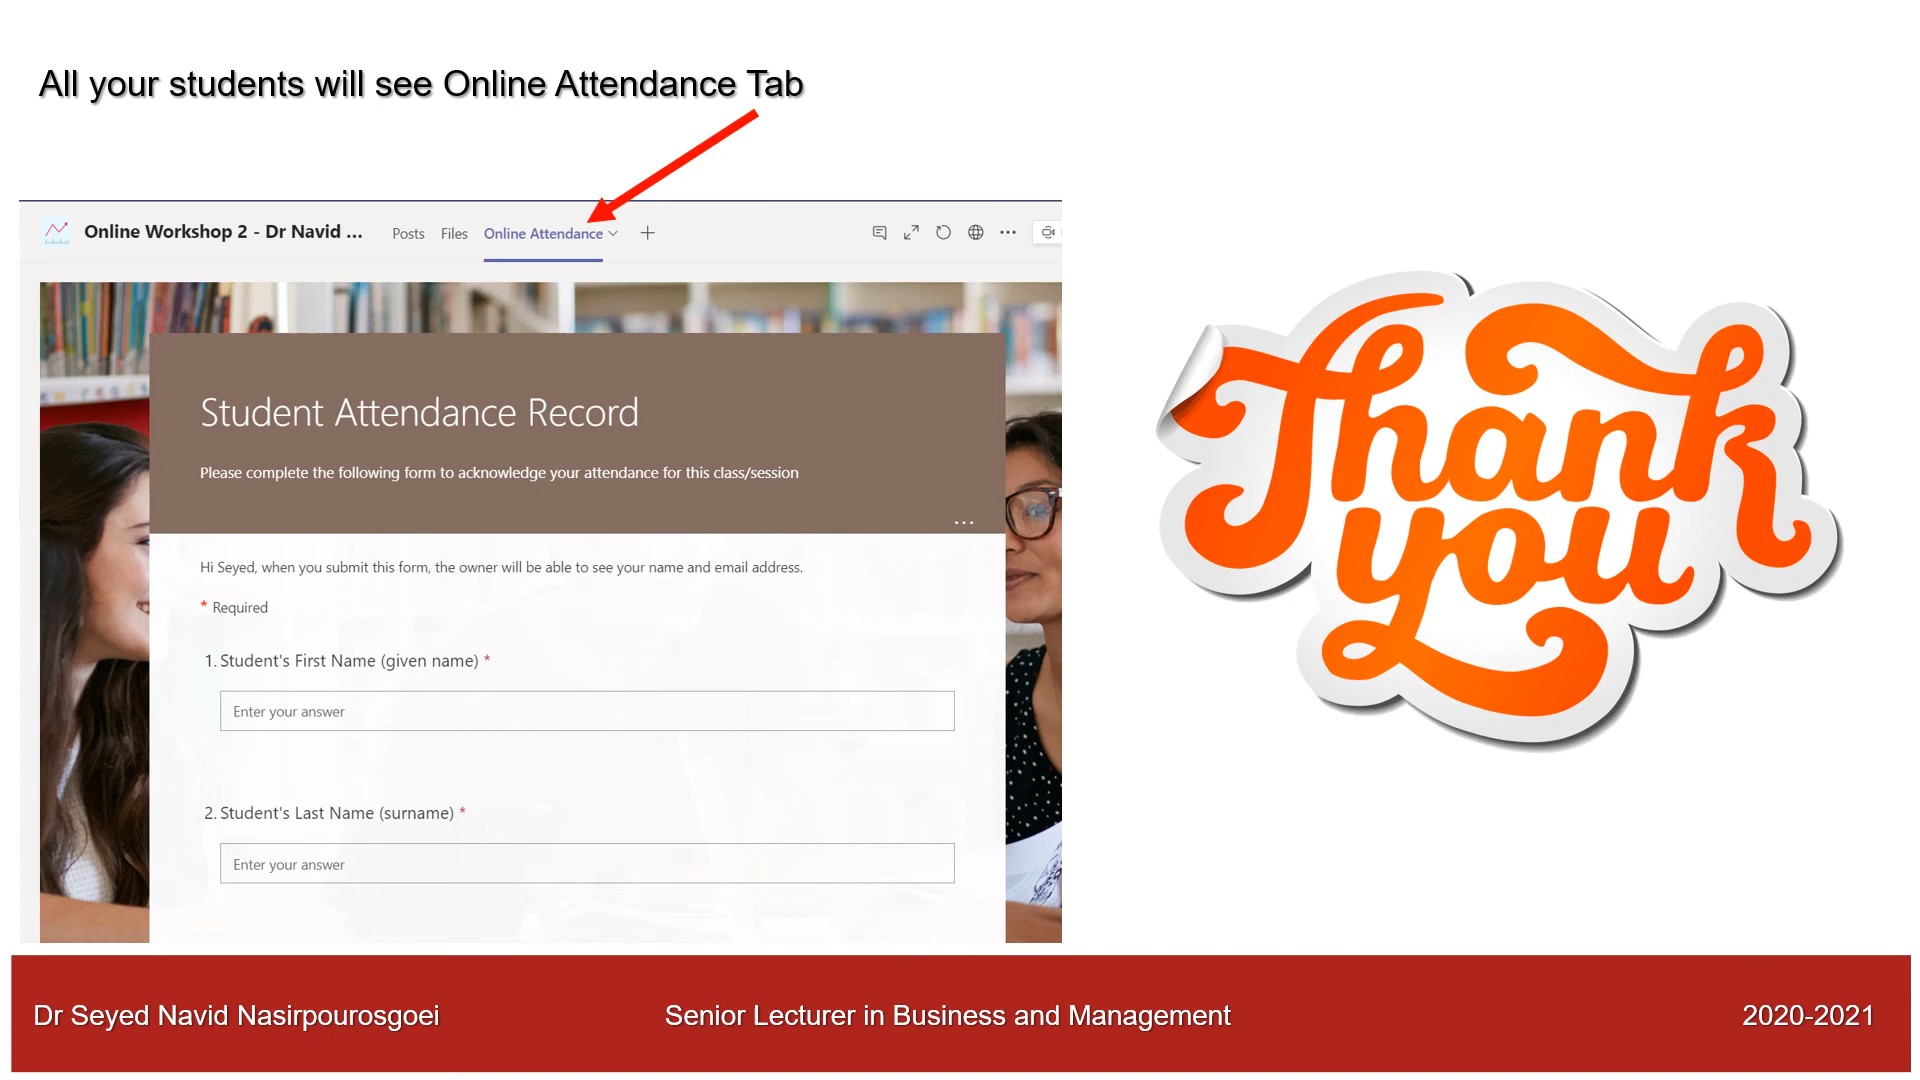 All your students will see Online Attendance Tab
Online Workshop 2 - Dr Navid ...
Posts Files Online Attendance
Student Attendance Record
Please complete the following form to acknowledge your attendance for this class/session
Hi Seyed, when you submit this form, the owner will be able to see your name and email address.
* Required
1. Student's First Name (given name) *
Enter your answer
2. Student's Last Name (surname) *
Enter your answer
Thank
you
Dr Seyed Navid Nasirpourosgoei Senior Lecturer in Business and Management 2020-2021